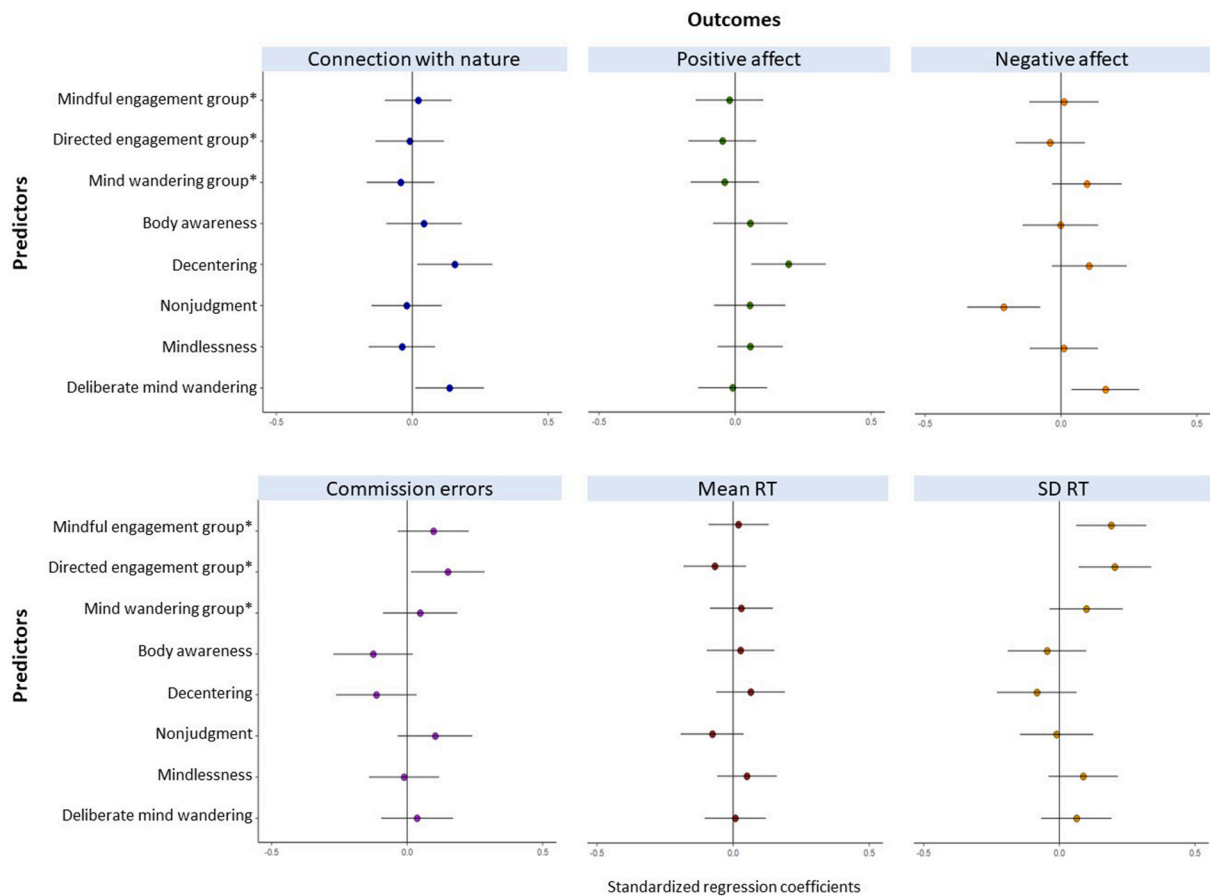 Outcomes
Connection with nature Positive affect Negative affect
Predictors
Mindful engagement group*
Directed engagement group*
Mind wandering group*
Body awareness
Decentering
Nonjudgment
Mindlessness
Deliberate mind wandering
-0.5 0.0 0.5 -0.5 0.0 0.5 -0.5 0.0 0.5
Commission errors Mean RT SD RT
Predictors
Mindful engagement group*
Directed engagement group*
Mind wandering group*
Body awareness
Decentering
Nonjudgment
Mindlessness
Deliberate mind wandering
-0.5 0.0 0.5 -0.5 0.0 0.5 -0.5 0.0 0.5
Standardized regression coefficients